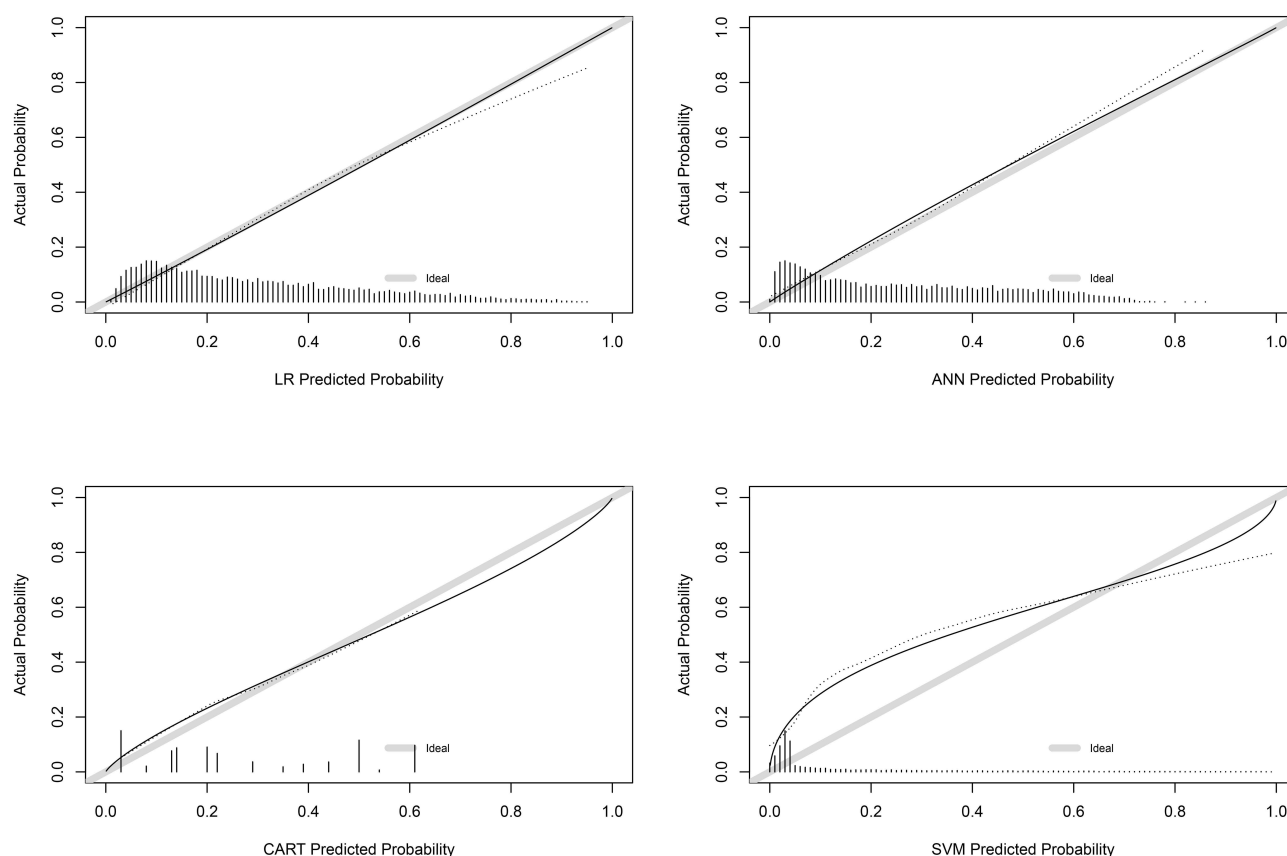 1.0
0.8
0.6
0.4
0.2
0.0
Actual Probability
Ideal
0.0 0.2 0.4 0.6 0.8 1.0
LR Predicted Probability
1.0
0.8
0.6
0.4
0.2
0.0
Actual Probability
Ideal
0.0 0.2 0.4 0.6 0.8 1.0
ANN Predicted Probability
1.0
0.8
0.6
0.4
0.2
0.0
Actual Probability
Ideal
0.0 0.2 0.4 0.6 0.8 1.0
CART Predicted Probability
1.0
0.8
0.6
0.4
0.2
0.0
Actual Probability
Ideal
0.0 0.2 0.4 0.6 0.8 1.0
SVM Predicted Probability